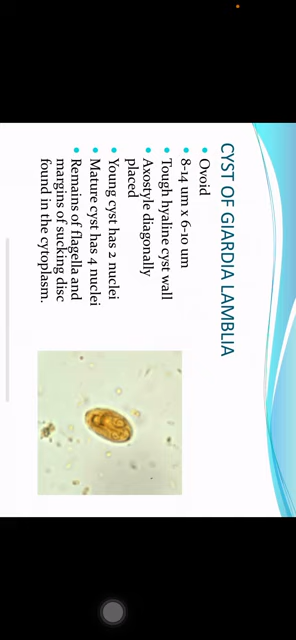 CYST OF GIARDIA LAMBLIA
Ovoid
8-14 um x 6-10 um
Tough hyaline cyst wall
Axostyle diagonally
placed
Young cyst has 2 nuclei
Mature cyst has 4 nuclei
Remains of flagella and
margins of sucking disc
found in the cytoplasm.